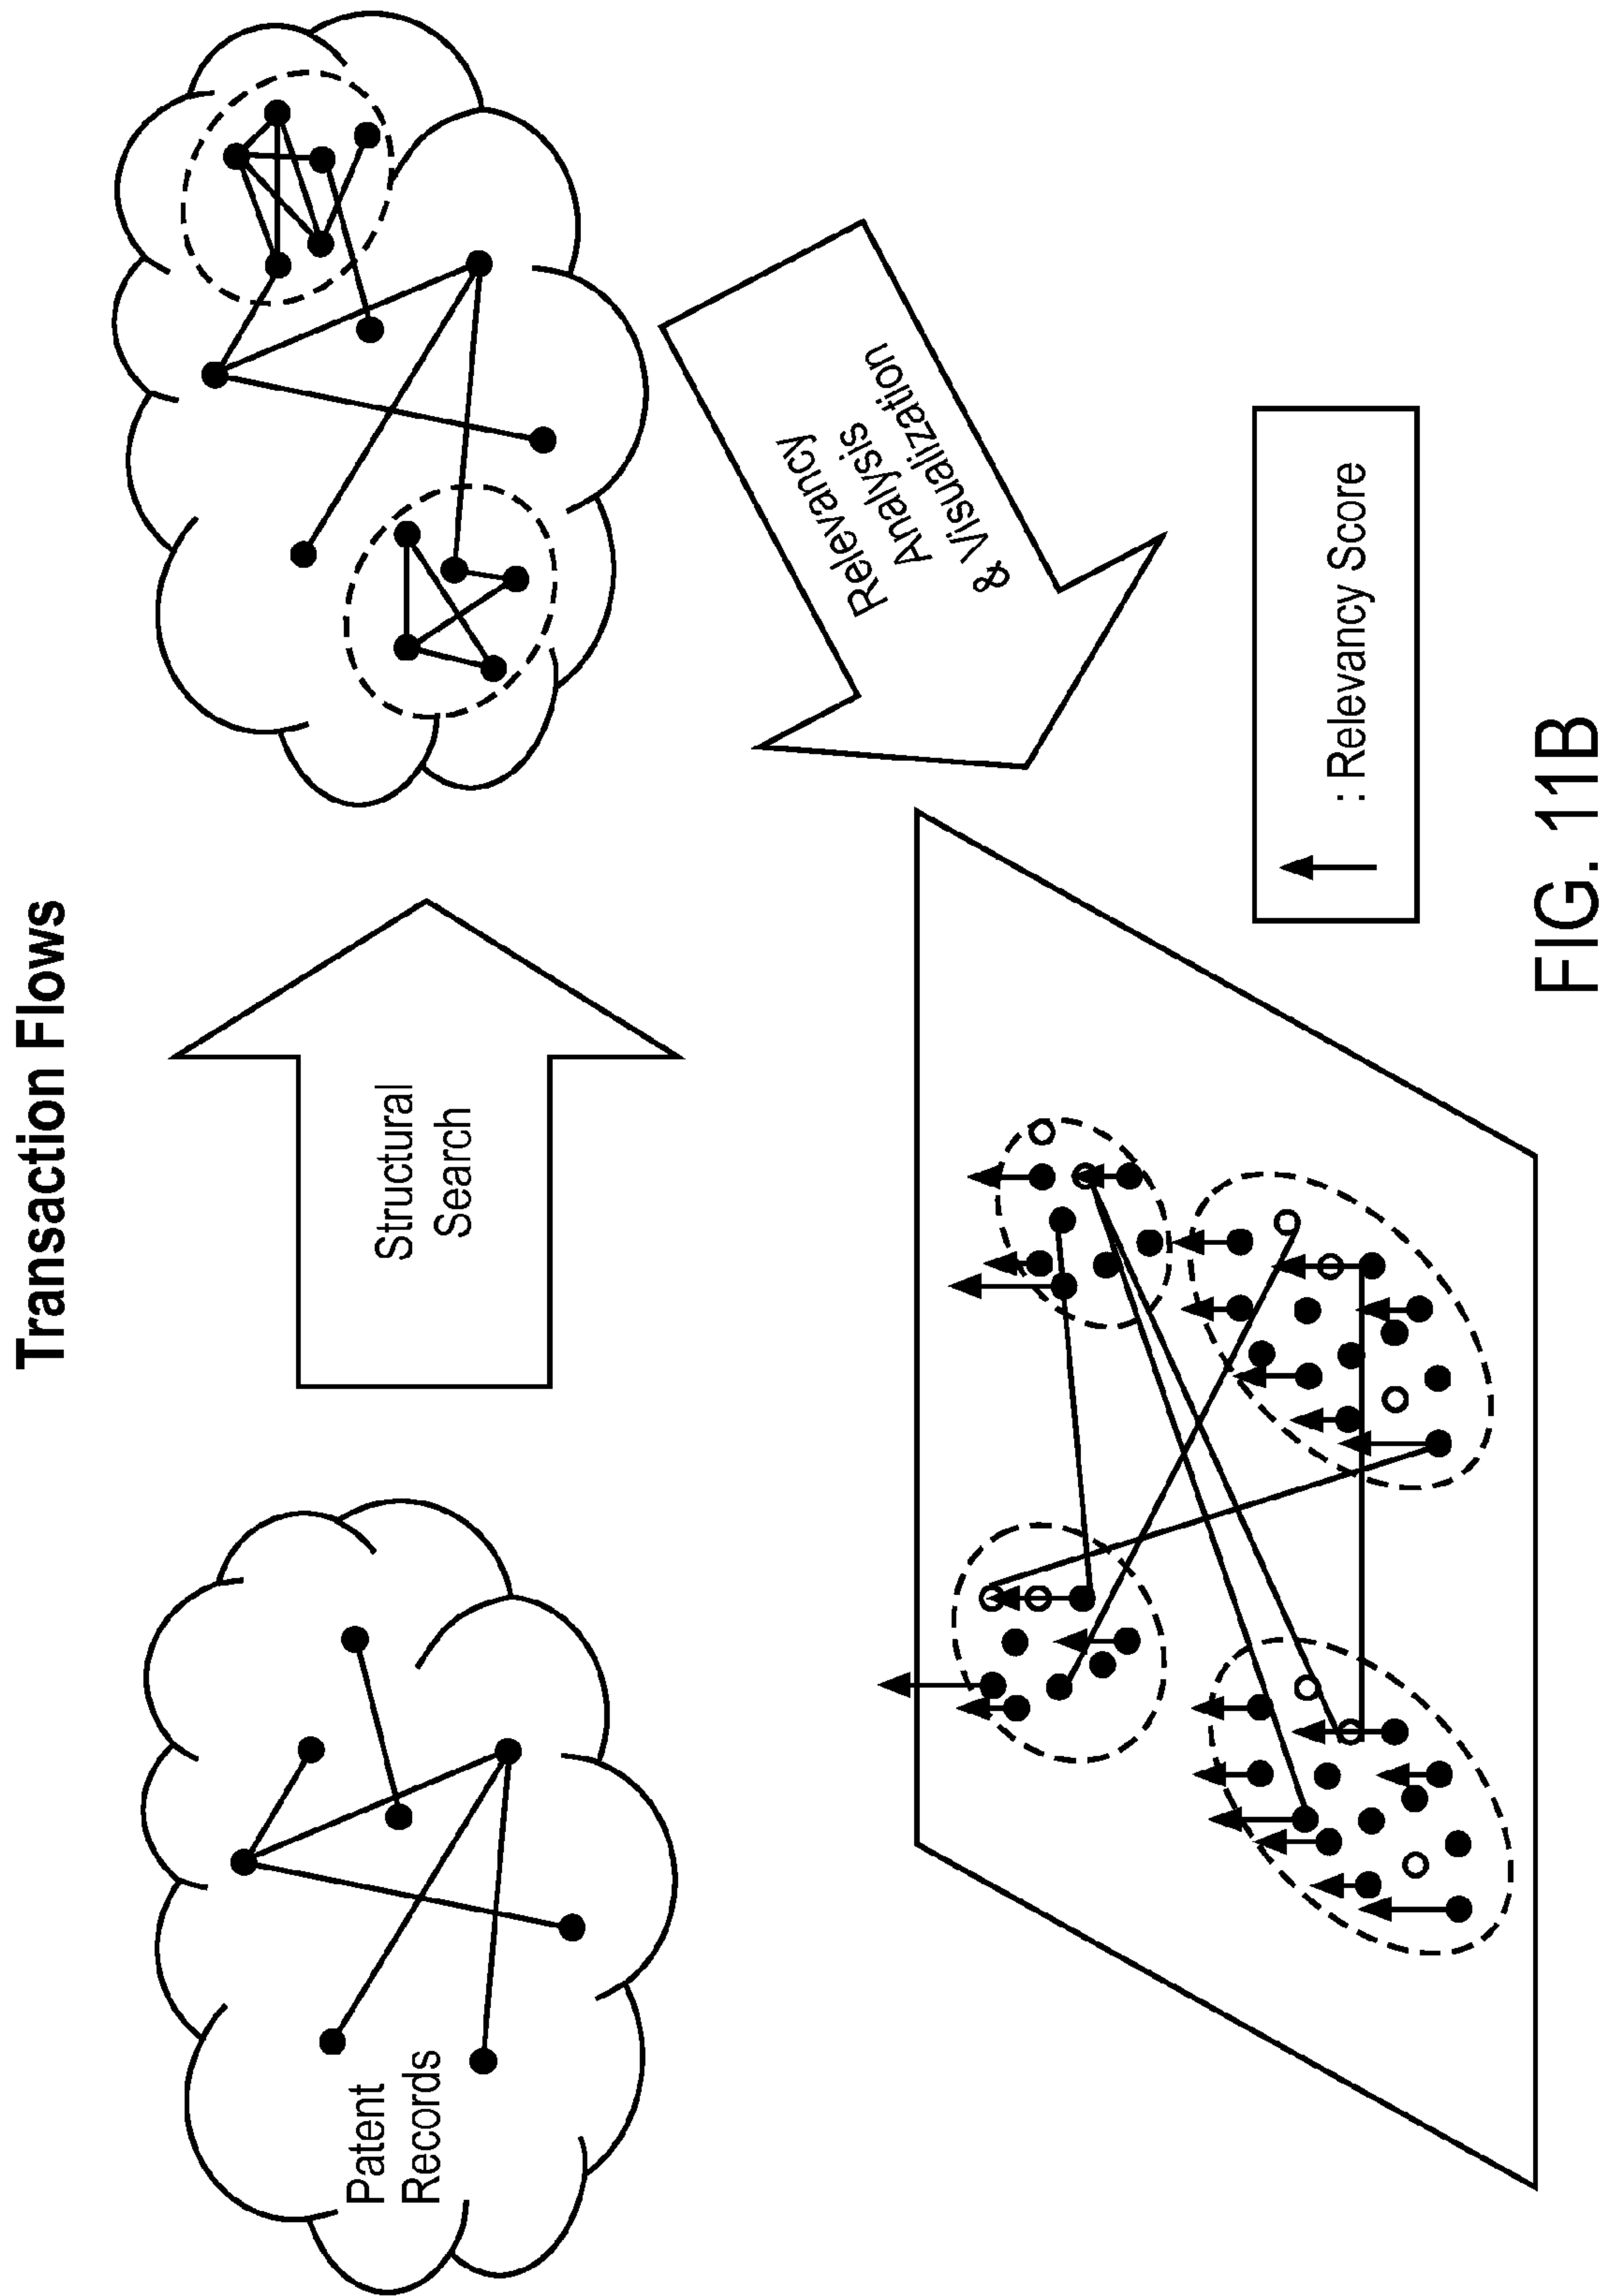 Transaction Flows
Patent
Records
Structural
Search
Relevancy
Analysis
& Visualization
: Relevancy Score
FIG. 11B